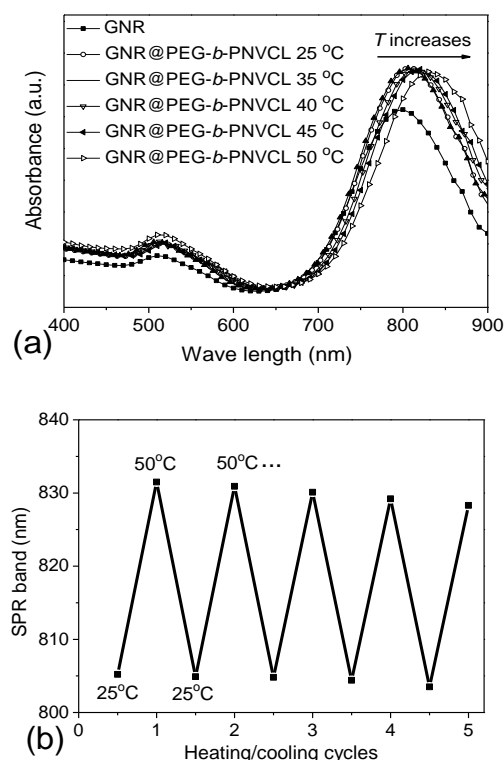 GNR
GNR@PEG-b-PNVCL 25 °C
GNR@PEG-b-PNVCL 35 °C
GNR@PEG-b-PNVCL 40 °C
GNR@PEG-b-PNVCL 45 °C
GNR@PEG-b-PNVCL 50 °C
T increases
Absorbance (a.u.)
400 500 600 700 800 900
Wave length (nm)
(a)
840
830
820
810
800
SPR band (nm)
50°C 50°C ...
25°C 25°C
0 1 2 3 4 5
Heating/cooling cycles
(b)